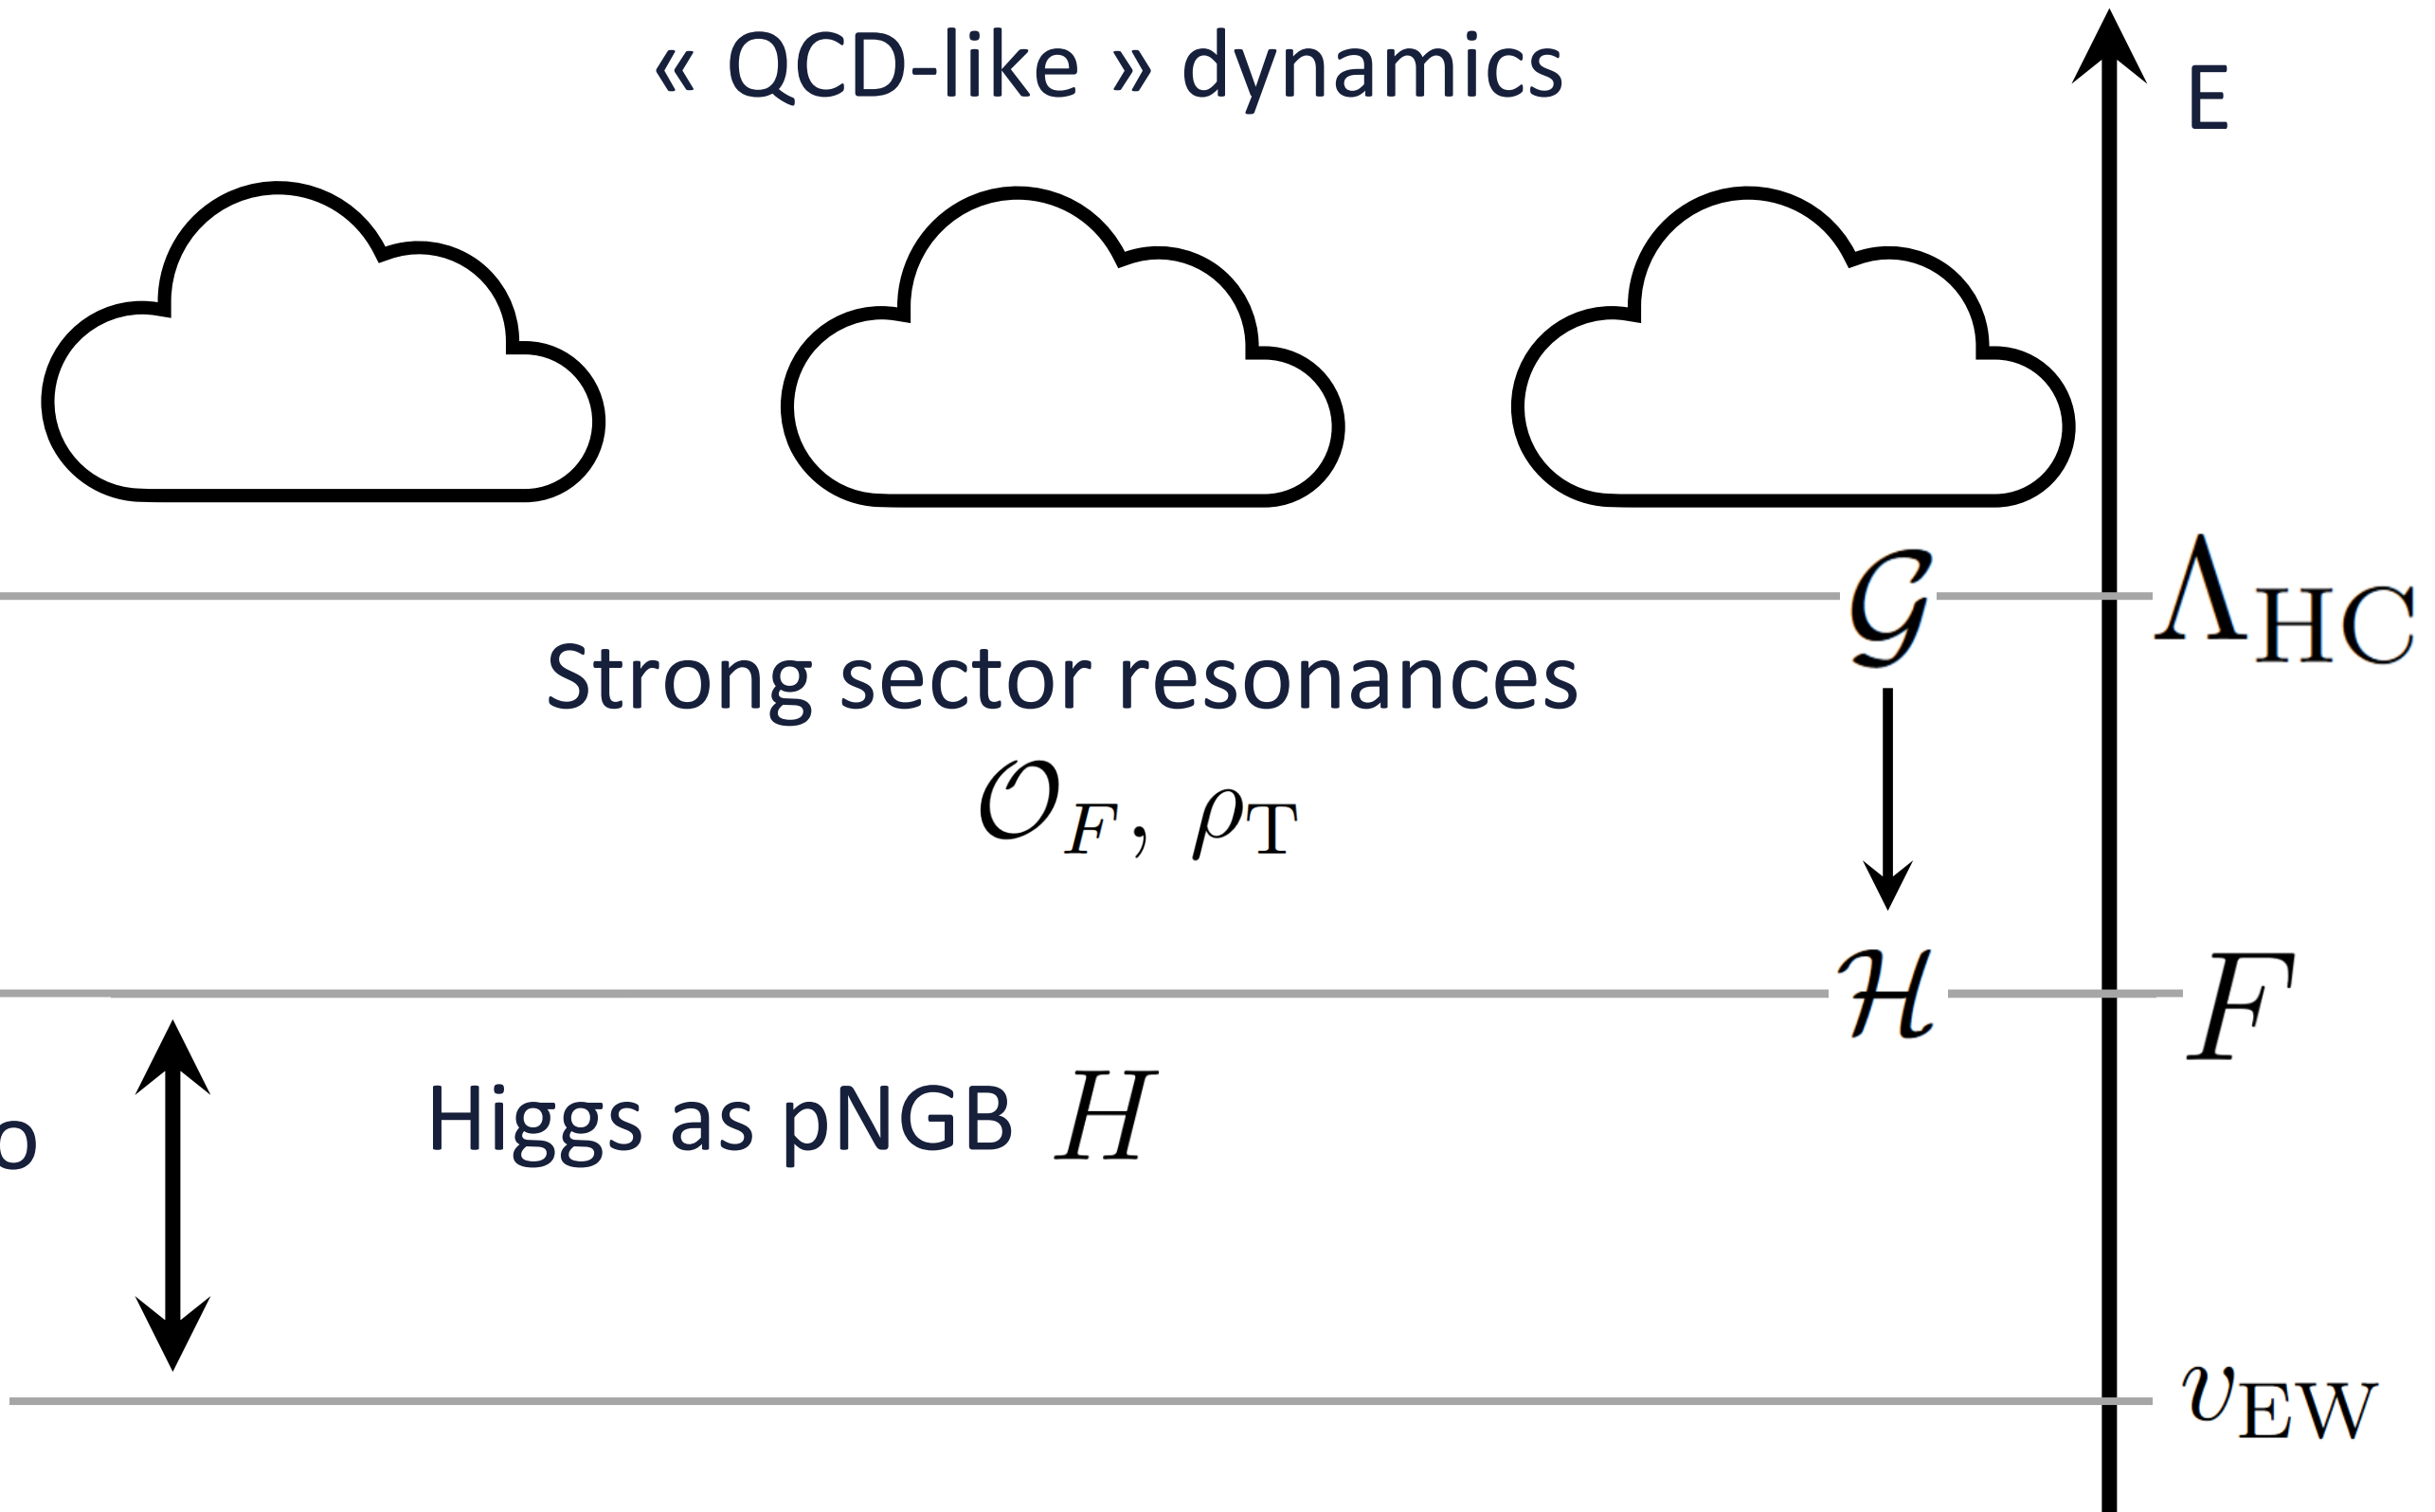 « QCD-like » dynamics
E
𝒢
Λ_HC
Strong sector resonances
𝒪_F, ρ_T
ℋ
F
Higgs as pNGB H
o
v_EW